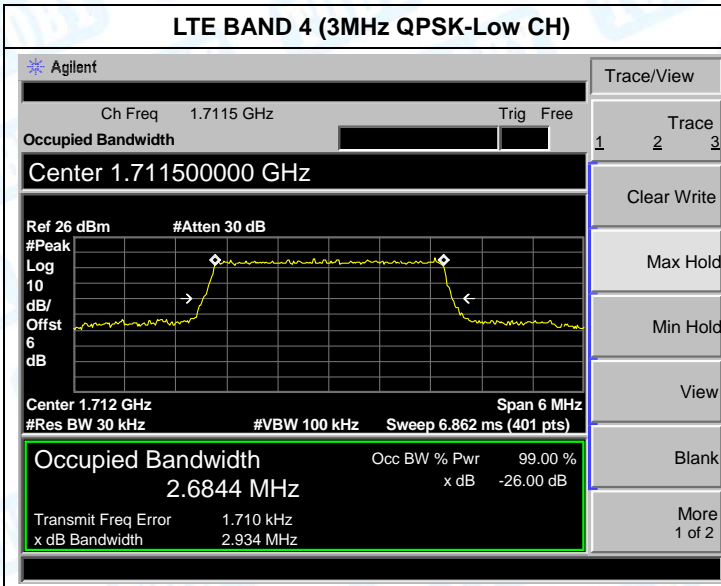 LTE BAND 4 (3MHz QPSK-Low CH)
Agilent
Ch Freq 1.7115 GHz Trig Free
Occupied Bandwidth
Center 1.711500000 GHz
Ref 26 dBm #Atten 30 dB
#Peak
Log
10
dB/
Offst
6
dB
Center 1.712 GHz Span 6 MHz
#Res BW 30 kHz #VBW 100 kHz Sweep 6.862 ms (401 pts)
Occupied Bandwidth Occ BW % Pwr 99.00 %
2.6844 MHz x dB -26.00 dB
Transmit Freq Error 1.710 kHz
x dB Bandwidth 2.934 MHz
Trace/View
Trace
1 2 3
Clear Write
Max Hold
Min Hold
View
Blank
More
1 of 2